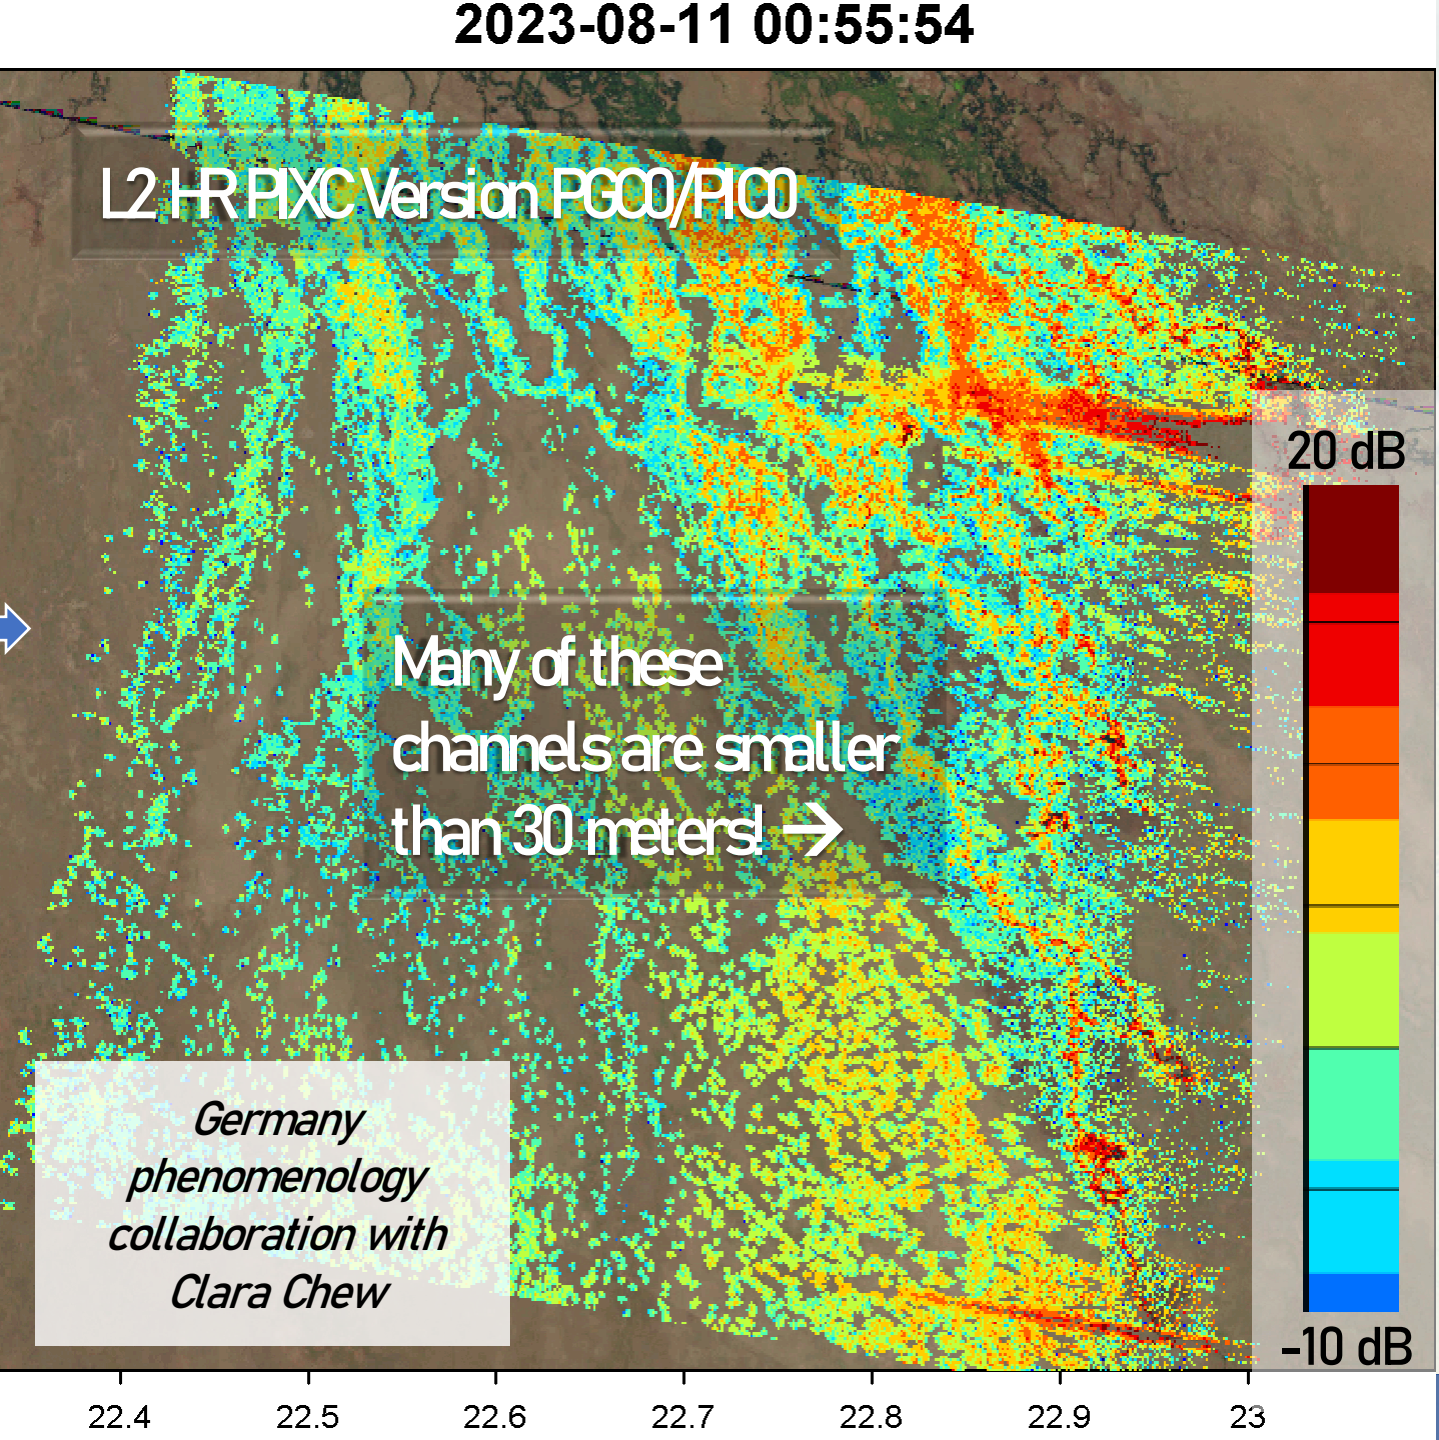 2023-08-11 00:55:54
L2 HR PIXC Version PGC0/PIC0
Many of these
channels are smaller
than 30 meters! →
20 dB
-10 dB
Germany
phenomenology
collaboration with
Clara Chew
22.4 22.5 22.6 22.7 22.8 22.9 23